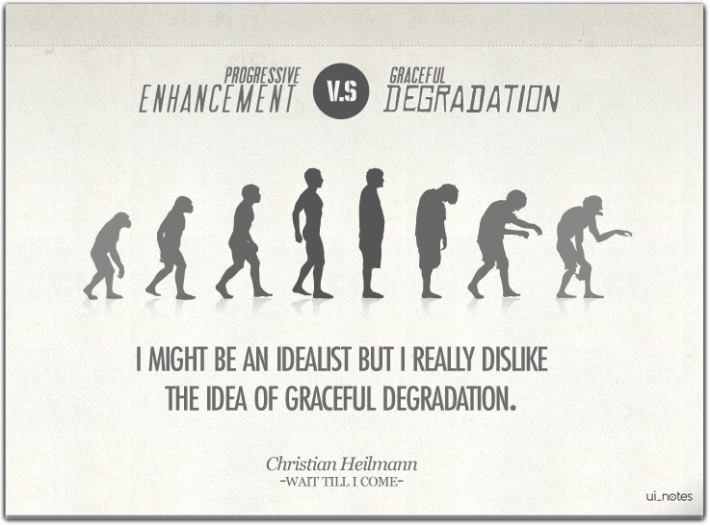 PROGRESSIVE
ENHANCEMENT
V.S
GRACEFUL
DEGRADATION
I MIGHT BE AN IDEALIST BUT I REALLY DISLIKE
THE IDEA OF GRACEFUL DEGRADATION.
Christian Heilmann
-WAIT TILL I COME-
ui_notes